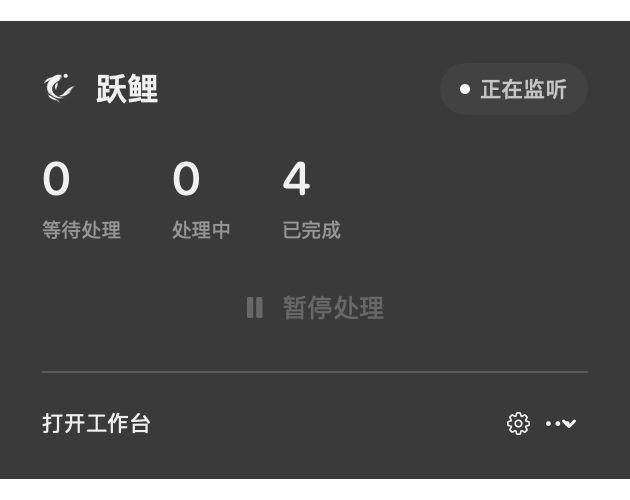 跃鲤
正在监听
0 0 4
等待处理 处理中 已完成
暂停处理
打开工作台